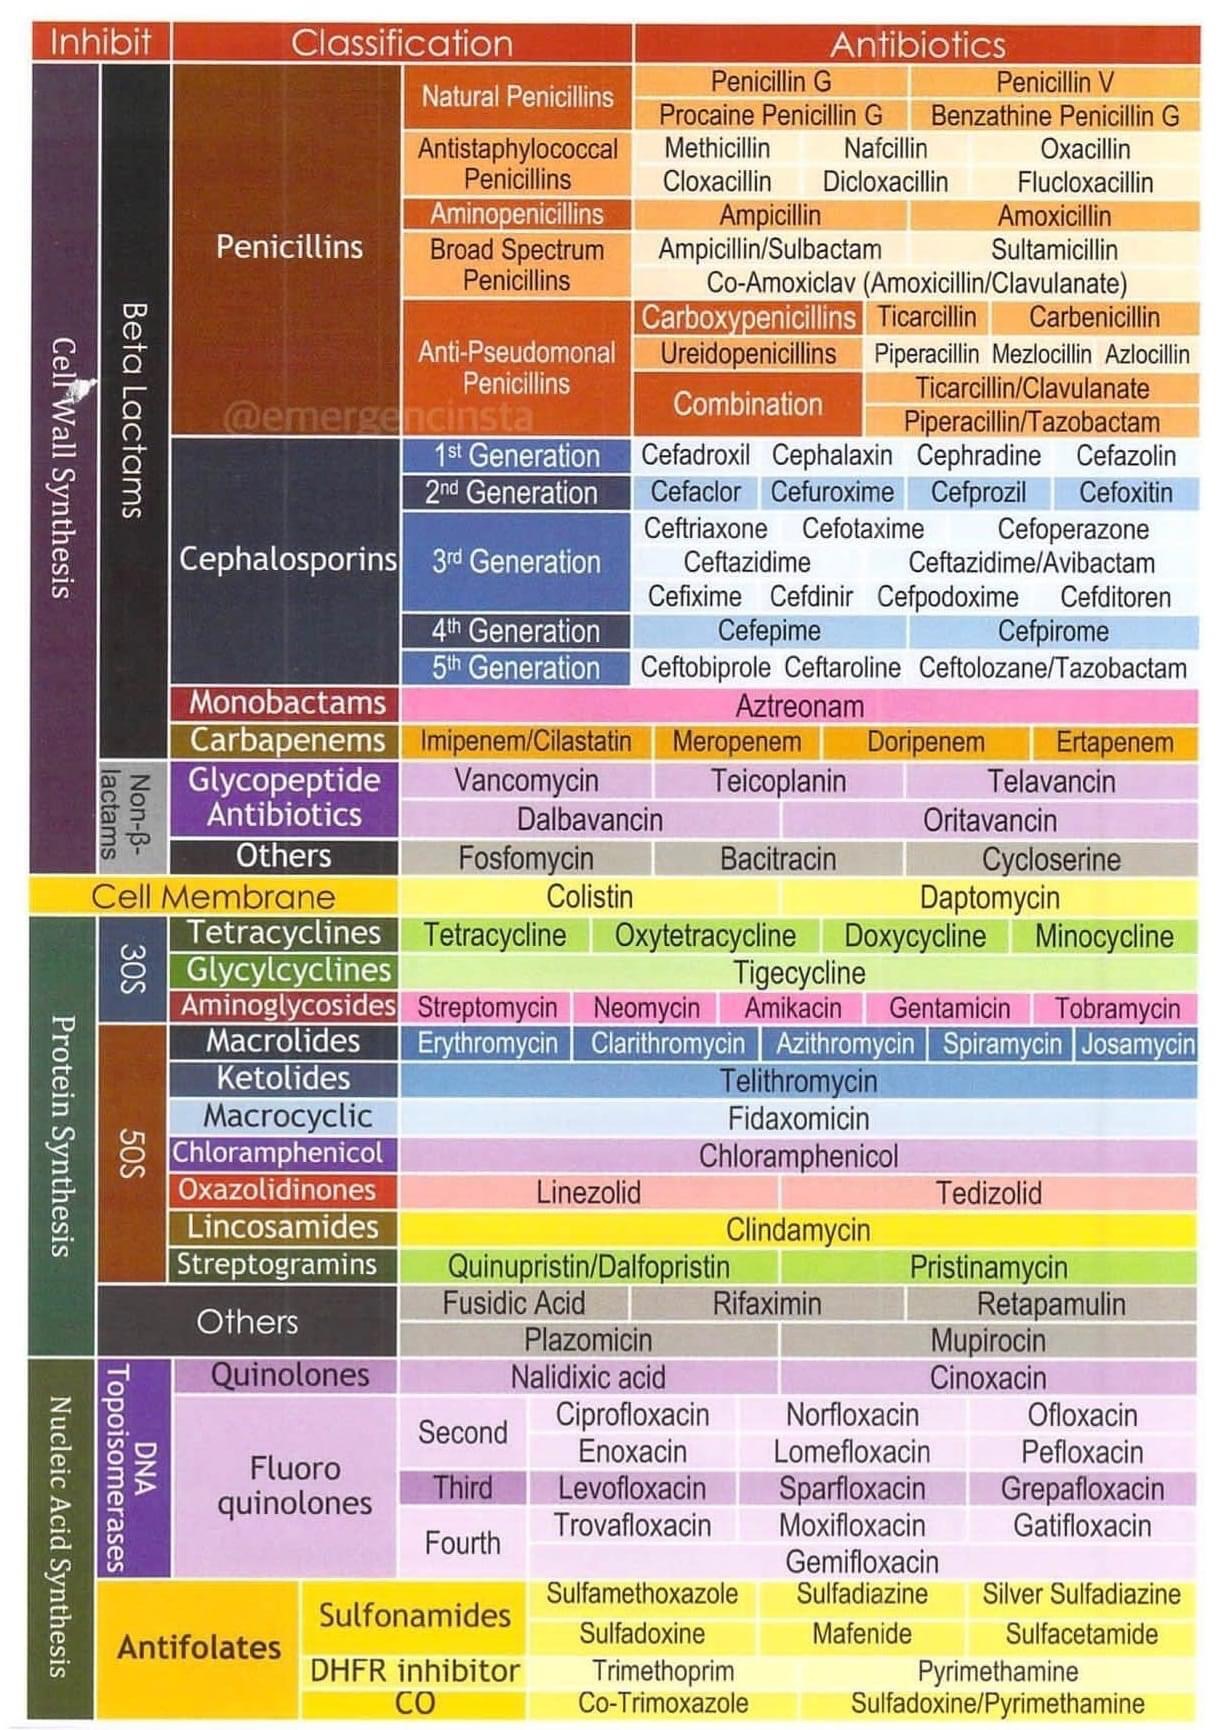 Inhibit Classification Antibiotics
Cell Wall Synthesis
Beta Lactams
Penicillins
Natural Penicillins
Penicillin G Penicillin V
Procaine Penicillin G Benzathine Penicillin G
Antistaphylococcal
Penicillins
Methicillin Nafcillin Oxacillin
Cloxacillin Dicloxacillin Flucloxacillin
Aminopenicillins Ampicillin Amoxicillin
Broad Spectrum
Penicillins
Ampicillin/Sulbactam Sultamicillin
Co-Amoxiclav (Amoxicillin/Clavulanate)
Anti-Pseudomonal
Penicillins
Carboxypenicillins Ticarcillin Carbenicillin
Ureidopenicillins Piperacillin Mezlocillin Azlocillin
Combination
Ticarcillin/Clavulanate
Piperacillin/Tazobactam
@emergencinsta
Cephalosporins
1st Generation Cefadroxil Cephalaxin Cephradine Cefazolin
2nd Generation Cefaclor Cefuroxime Cefprozil Cefoxitin
3rd Generation
Ceftriaxone Cefotaxime Cefoperazone
Ceftazidime Ceftazidime/Avibactam
Cefixime Cefdinir Cefpodoxime Cefditoren
4th Generation Cefepime Cefpirome
5th Generation Ceftobiprole Ceftaroline Ceftolozane/Tazobactam
Monobactams Aztreonam
Carbapenems Imipenem/Cilastatin Meropenem Doripenem Ertapenem
Non-β-
lactams
Glycopeptide
Antibiotics
Vancomycin Teicoplanin Telavancin
Dalbavancin Oritavancin
Others Fosfomycin Bacitracin Cycloserine
Cell Membrane Colistin Daptomycin
Protein Synthesis
30S
Tetracyclines Tetracycline Oxytetracycline Doxycycline Minocycline
Glycylcyclines Tigecycline
Aminoglycosides Streptomycin Neomycin Amikacin Gentamicin Tobramycin
50S
Macrolides Erythromycin Clarithromycin Azithromycin Spiramycin Josamycin
Ketolides Telithromycin
Macrocyclic Fidaxomicin
Chloramphenicol Chloramphenicol
Oxazolidinones Linezolid Tedizolid
Lincosamides Clindamycin
Streptogramins Quinupristin/Dalfopristin Pristinamycin
Others
Fusidic Acid Rifaximin Retapamulin
Plazomicin Mupirocin
Nucleic Acid Synthesis
DNA
Topoisomerases
Quinolones Nalidixic acid Cinoxacin
Fluoro
quinolones
Second
Ciprofloxacin Norfloxacin Ofloxacin
Enoxacin Lomefloxacin Pefloxacin
Third Levofloxacin Sparfloxacin Grepafloxacin
Fourth
Trovafloxacin Moxifloxacin Gatifloxacin
Gemifloxacin
Antifolates
Sulfonamides
Sulfamethoxazole Sulfadiazine Silver Sulfadiazine
Sulfadoxine Mafenide Sulfacetamide
DHFR inhibitor Trimethoprim Pyrimethamine
CO Co-Trimoxazole Sulfadoxine/Pyrimethamine